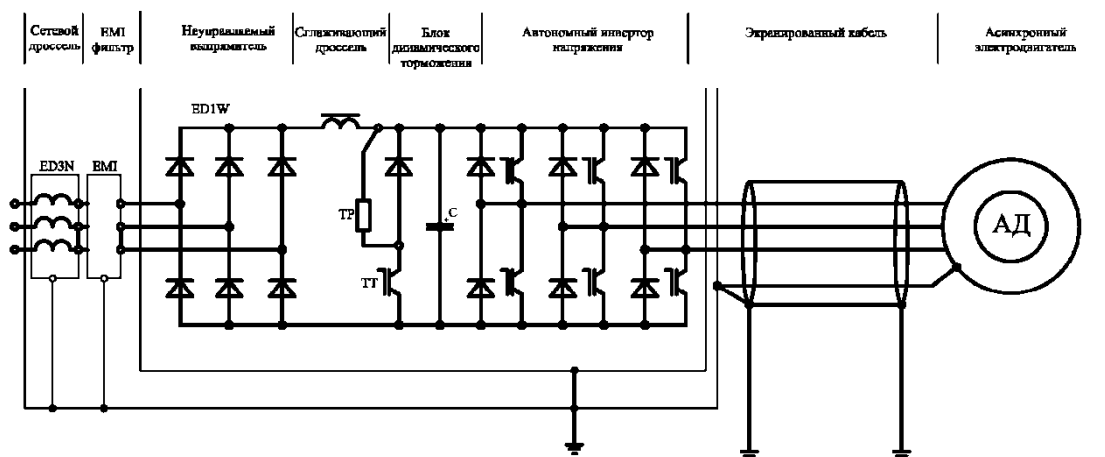 Сетевой
дроссель
EMI
фильтр
Неуправляемый
выпрямитель
Сглаживающий
дроссель
Блок
динамического
торможения
Автономный инвертор
напряжения
Экранированный кабель
Асинхронный
электродвигатель
ED1W
ED3N
EMI
ТР
+
C
ТТ
АД